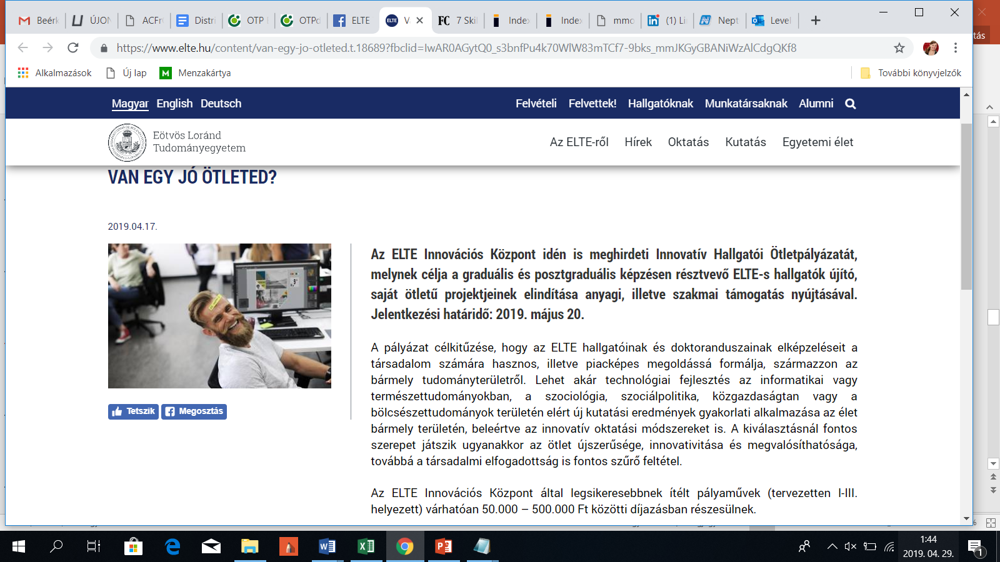 Beérk
ÚJON
ACFr
Distri
OTP
OTPd
ELTE
V
7 Skil
Index
Index
mmo
(1) Li
Nept
Level
https://www.elte.hu/content/van-egy-jo-otleted.t.18689?fbclid=IwAR0AGytQ0_s3bnfPu4k70WlW83mTCf7-9bks_mmJKGyGBANiWzAlCdgQKf8
tás
Alkalmazások
Új lap
Menzakártya
További könyvjelzők
Magyar English Deutsch
Felvételi Felvettek! Hallgatóknak Munkatársaknak Alumni
Eötvös Loránd
Tudományegyetem
Az ELTE-ről Hírek Oktatás Kutatás Egyetemi élet
VAN EGY JÓ ÖTLETED?
2019.04.17.
Tetszik
Megosztás
Az ELTE Innovációs Központ idén is meghirdeti Innovatív Hallgatói Ötletpályázatát,
melynek célja a graduális és posztgraduális képzésen résztvevő ELTE-s hallgatók újító,
saját ötletű projektjeinek elindítása anyagi, illetve szakmai támogatás nyújtásával.
Jelentkezési határidő: 2019. május 20.
A pályázat célkitűzése, hogy az ELTE hallgatóinak és doktoranduszainak elképzeléseit a
társadalom számára hasznos, illetve piacképes megoldássá formálja, származzon az
bármely tudományterületről. Lehet akár technológiai fejlesztés az informatikai vagy
természettudományokban, a szociológia, szociálpolitika, közgazdaságtan vagy a
bölcsészettudományok területén elért új kutatási eredmények gyakorlati alkalmazása az élet
bármely területén, beleértve az innovatív oktatási módszereket is. A kiválasztásnál fontos
szerepet játszik ugyanakkor az ötlet újszerűsége, innovativitása és megvalósíthatósága,
továbbá a társadalmi elfogadottság is fontos szűrő feltétel.
Az ELTE Innovációs Központ által legsikeresebbnek ítélt pályaművek (tervezetten I-III.
helyezett) várhatóan 50.000 – 500.000 Ft közötti díjazásban részesülnek.
1:44
2019. 04. 29.
1